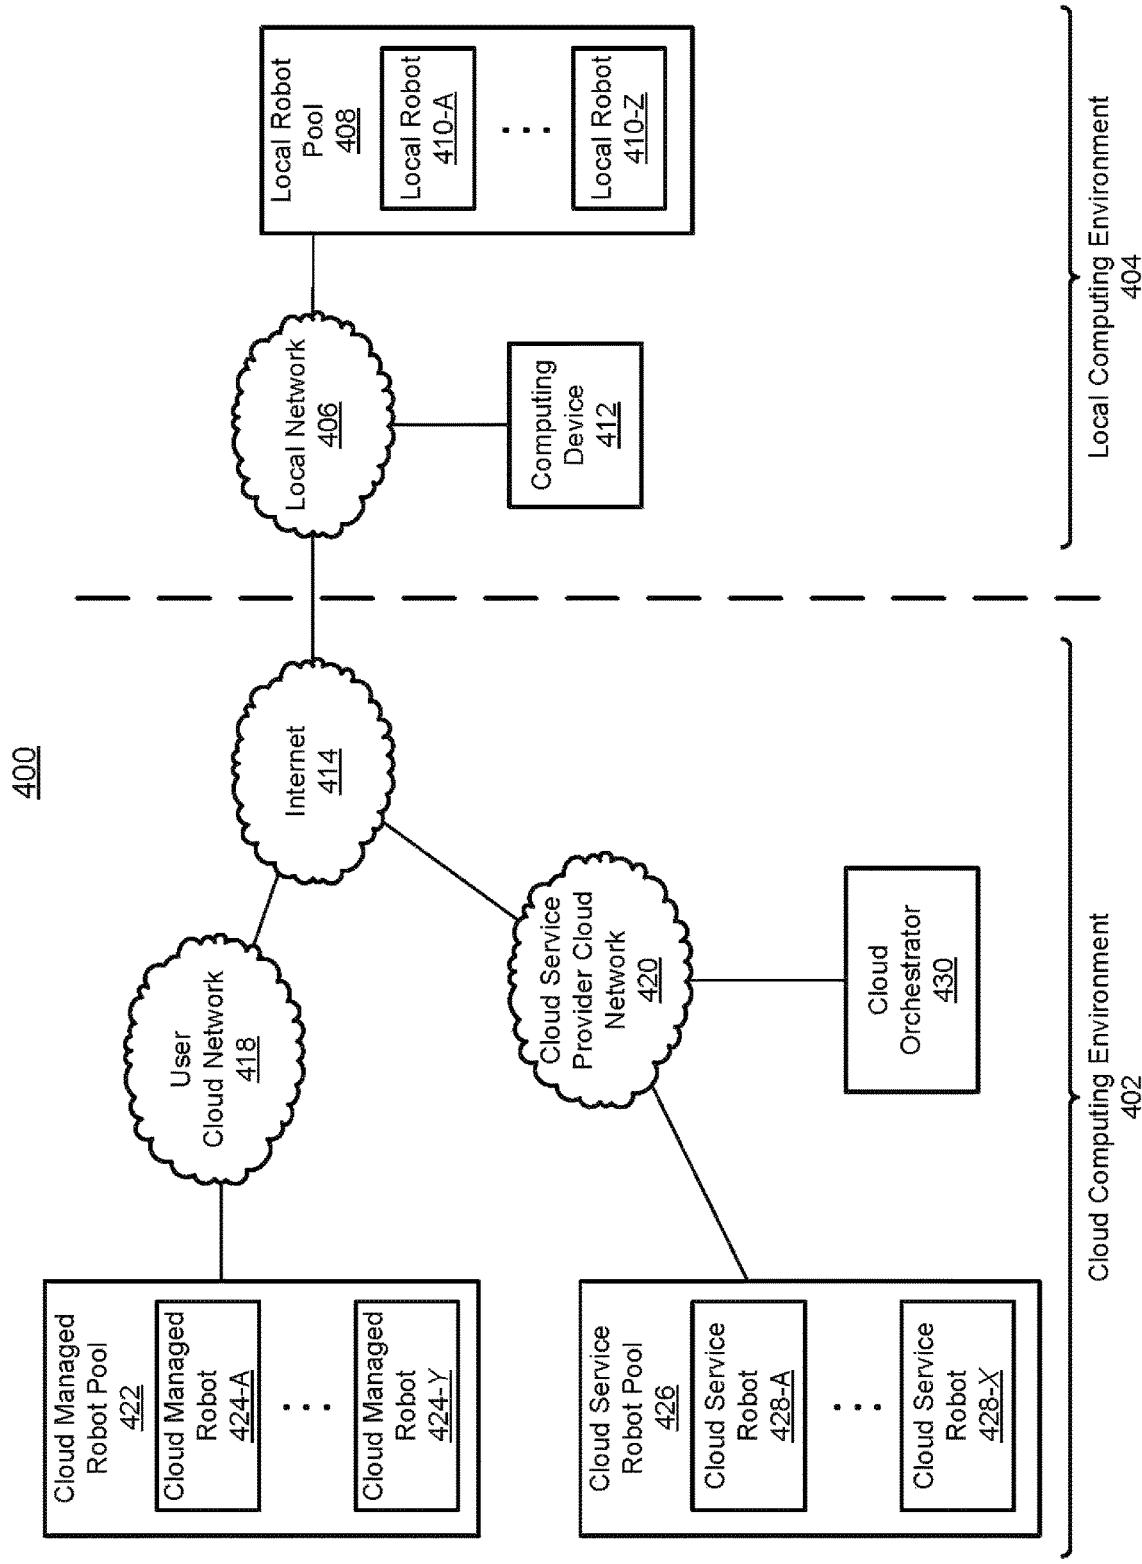 400
Cloud Managed
Robot Pool
422
Cloud Managed
Robot
424-A
...
Cloud Managed
Robot
424-Y
User
Cloud Network
418
Internet
414
Local Network
406
Local Robot
Pool
408
Local Robot
410-A
...
Local Robot
410-Z
Computing
Device
412
Cloud Service
Provider Cloud
Network
420
Cloud Service
Robot Pool
426
Cloud Service
Robot
428-A
...
Cloud Service
Robot
428-X
Cloud
Orchestrator
430
Cloud Computing Environment
402
Local Computing Environment
404